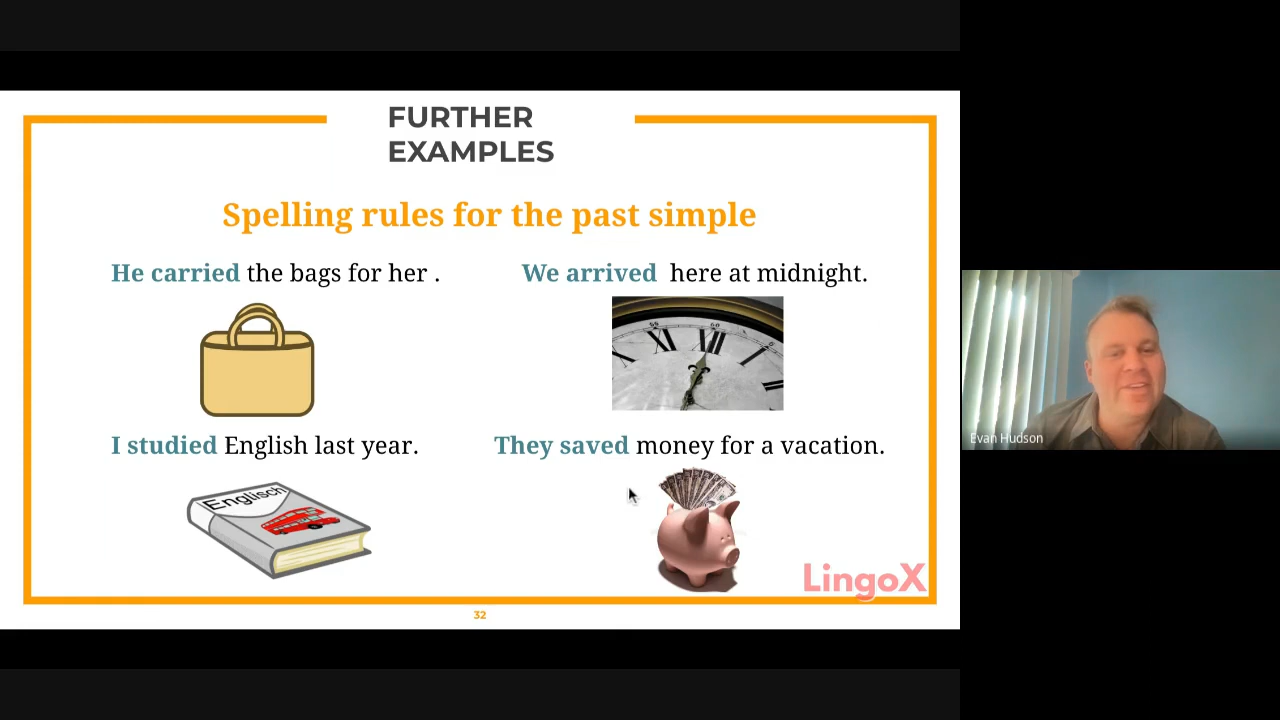 FURTHER
EXAMPLES
Spelling rules for the past simple
He carried the bags for her .
We arrived here at midnight.
I studied English last year.
They saved money for a vacation.
Englisch
LingoX
32
Evan Hudson